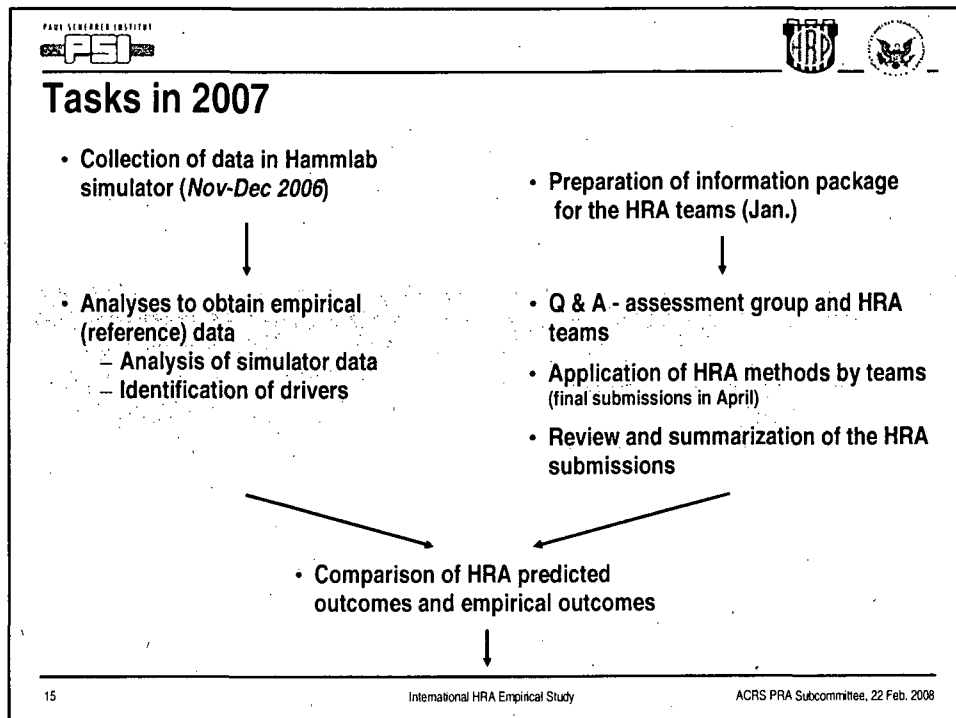 PAUL SCHERRER INSTITUT
PSI
HRP
Tasks in 2007
• Collection of data in Hammlab
simulator (Nov-Dec 2006)
• Analyses to obtain empirical
(reference) data
– Analysis of simulator data
– Identification of drivers
• Preparation of information package
for the HRA teams (Jan.)
• Q & A - assessment group and HRA
teams
• Application of HRA methods by teams
(final submissions in April)
• Review and summarization of the HRA
submissions
• Comparison of HRA predicted
outcomes and empirical outcomes
15
International HRA Empirical Study
ACRS PRA Subcommittee, 22 Feb. 2008